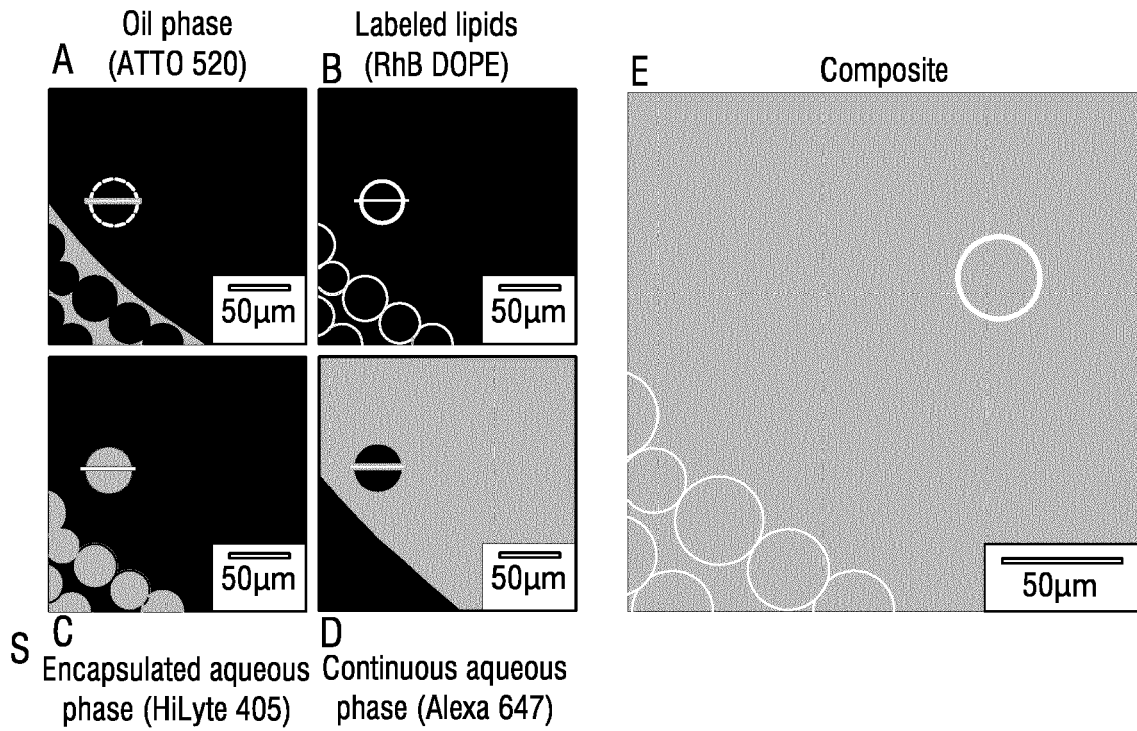 Oil phase
(ATTO 520)
A
Labeled lipids
(RhB DOPE)
B
E
Composite
50µm
50µm
50µm
50µm
50µm
S
C
Encapsulated aqueous
phase (HiLyte 405)
D
Continuous aqueous
phase (Alexa 647)